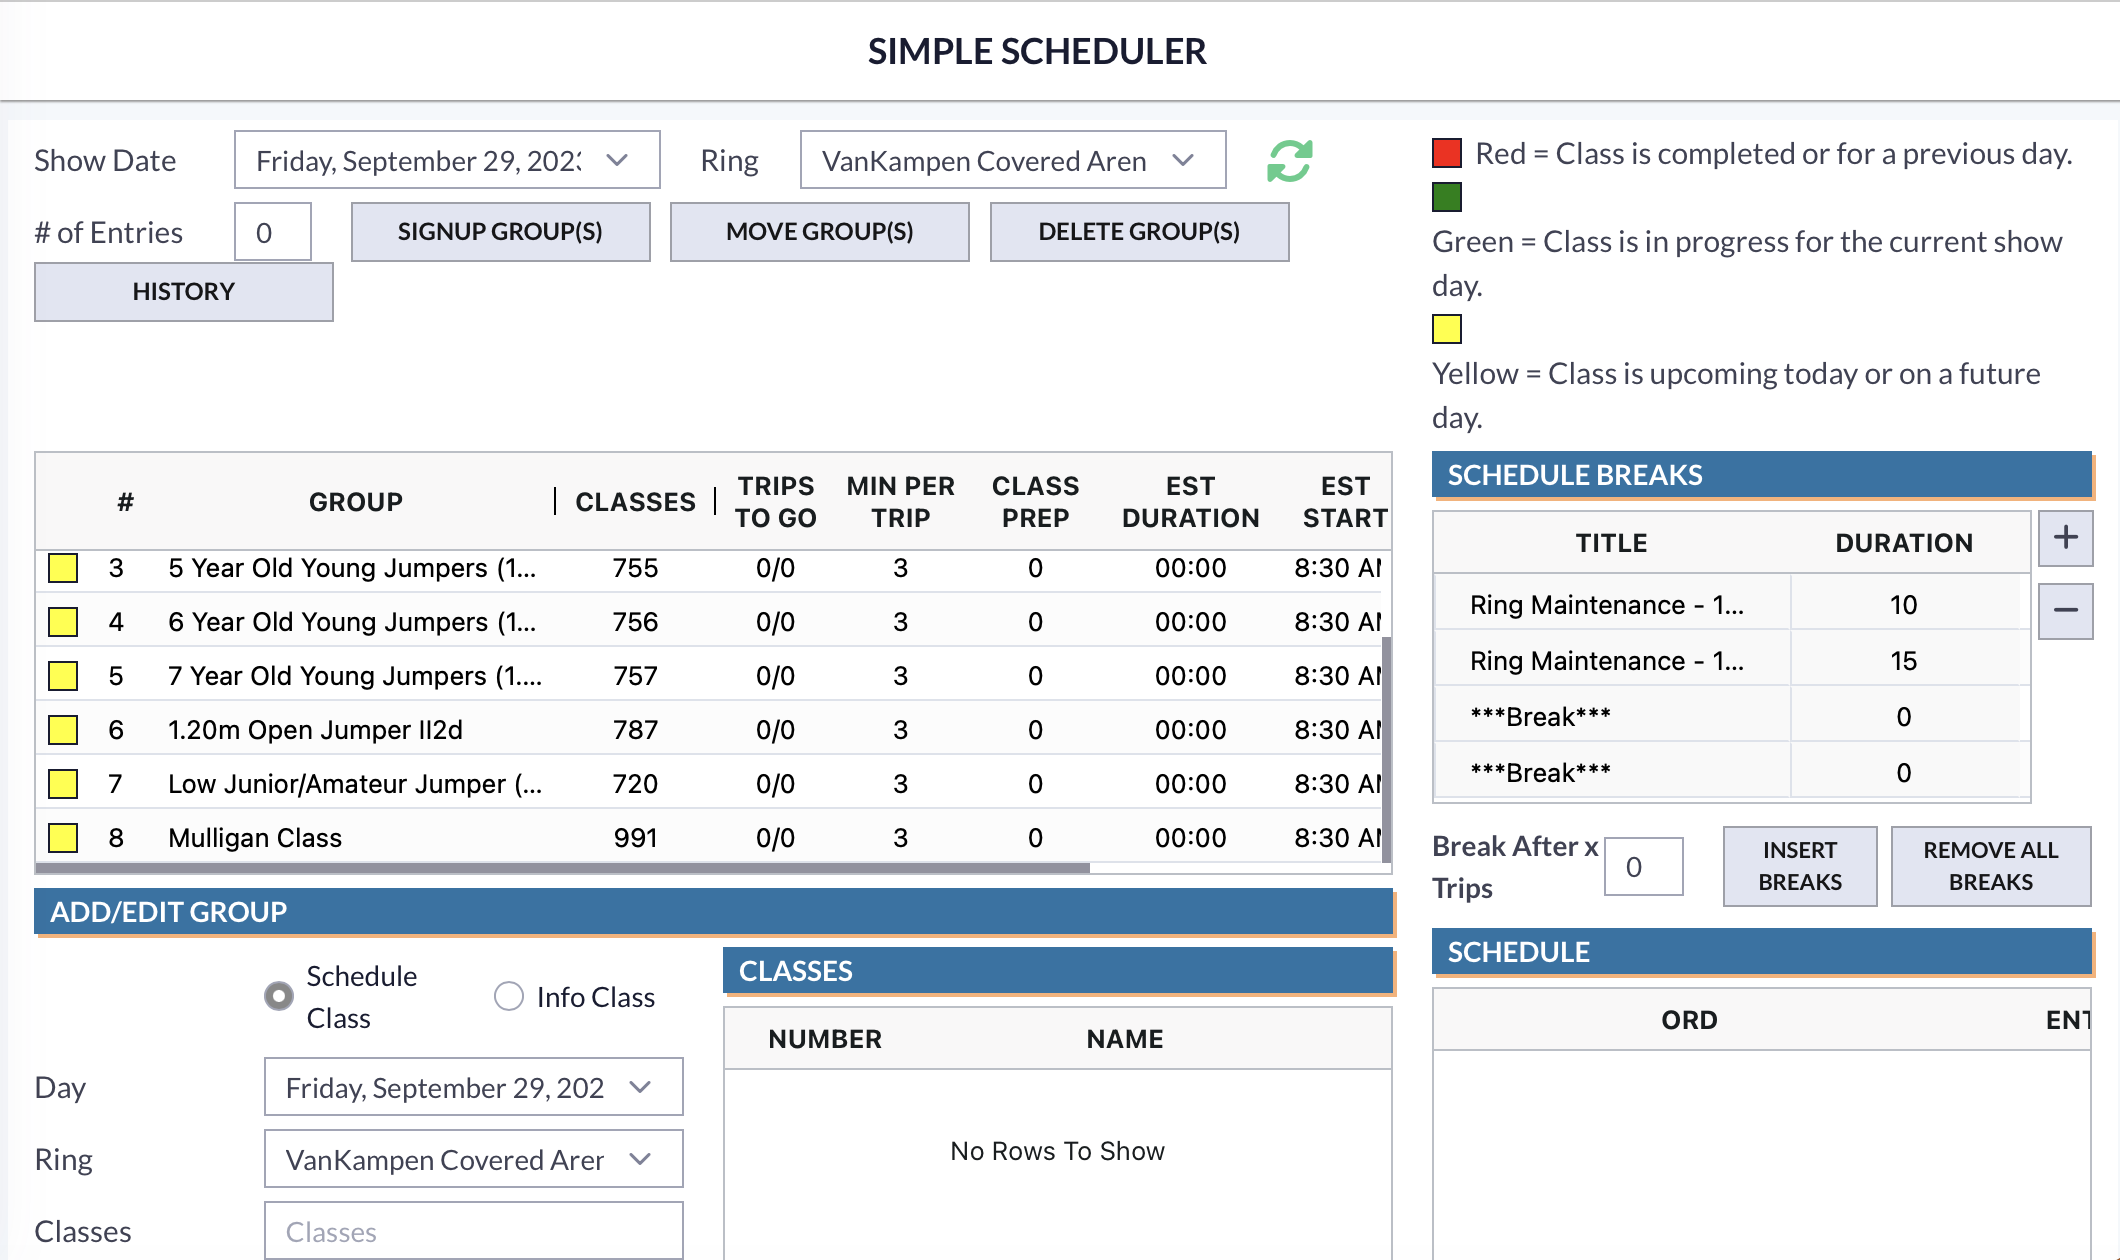 SIMPLE SCHEDULER
Show Date Friday, September 29, 202 Ring VanKampen Covered Aren
# of Entries 0 SIGNUP GROUP(S) MOVE GROUP(S) DELETE GROUP(S)
HISTORY
Red = Class is completed or for a previous day.
Green = Class is in progress for the current show
day.
Yellow = Class is upcoming today or on a future
day.
# GROUP CLASSES TRIPS TO GO MIN PER TRIP CLASS PREP EST DURATION EST START
3 5 Year Old Young Jumpers (1... 755 0/0 3 0 00:00 8:30 AM
4 6 Year Old Young Jumpers (1... 756 0/0 3 0 00:00 8:30 AM
5 7 Year Old Young Jumpers (1.... 757 0/0 3 0 00:00 8:30 AM
6 1.20m Open Jumper II2d 787 0/0 3 0 00:00 8:30 AM
7 Low Junior/Amateur Jumper (... 720 0/0 3 0 00:00 8:30 AM
8 Mulligan Class 991 0/0 3 0 00:00 8:30 AM
SCHEDULE BREAKS
TITLE DURATION +
Ring Maintenance - 1... 10 −
Ring Maintenance - 1... 15
***Break*** 0
***Break*** 0
Break After x
Trips 0 INSERT BREAKS REMOVE ALL BREAKS
ADD/EDIT GROUP
Schedule
Class Info Class
Day Friday, September 29, 202
Ring VanKampen Covered Aren
Classes Classes
CLASSES
NUMBER NAME
No Rows To Show
SCHEDULE
ORD ENT